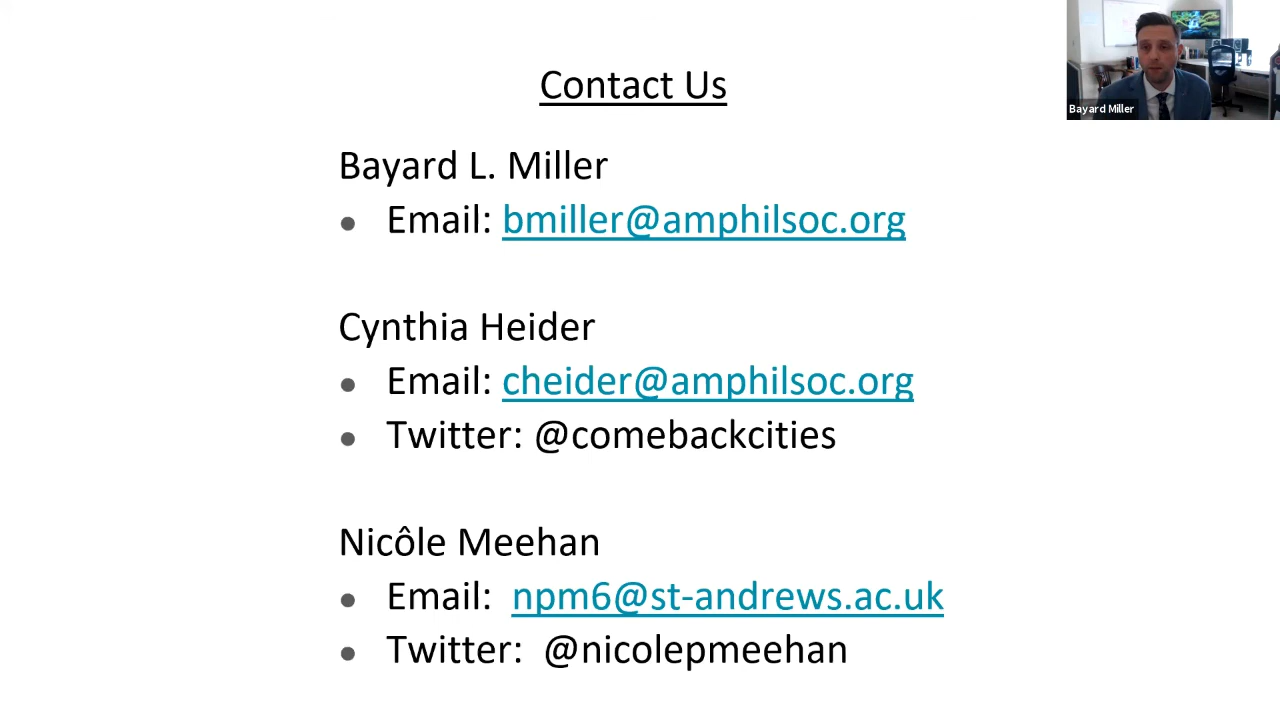 Contact Us
Bayard Miller
Bayard L. Miller
● Email: bmiller@amphilsoc.org
Cynthia Heider
● Email: cheider@amphilsoc.org
● Twitter: @comebackcities
Nicôle Meehan
● Email: npm6@st-andrews.ac.uk
● Twitter: @nicolepmeehan